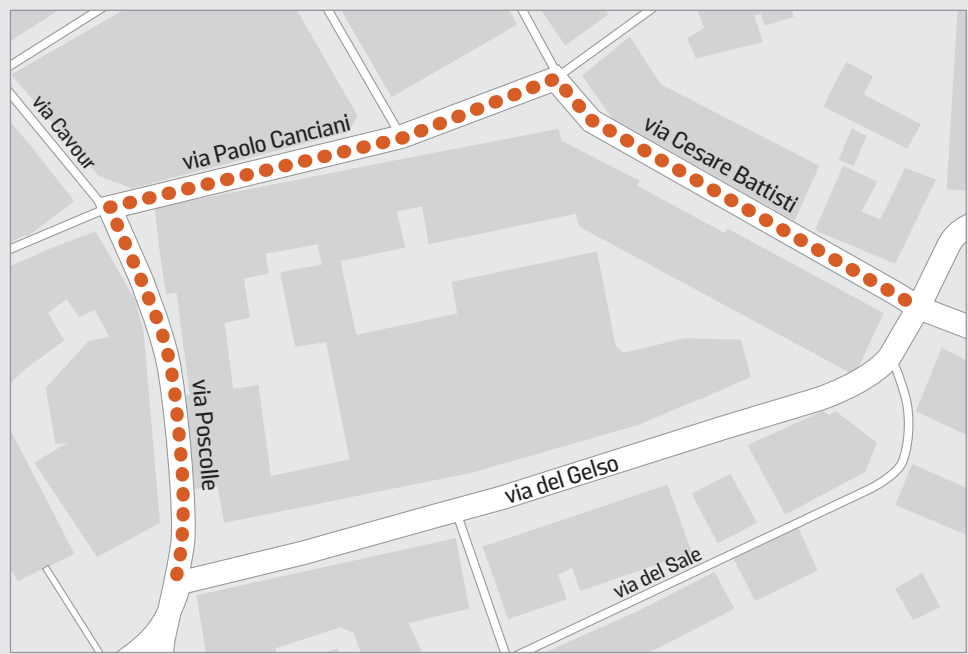 via Cavour
via Paolo Canciani
via Cesare Battisti
via Poscolle
via del Gelso
via del Sale